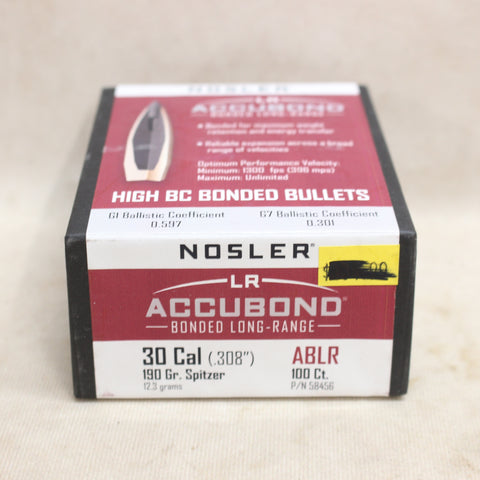 NOSLER
LR
ACCUBOND
BONDED LONG-RANGE
• Bonded for maximum weight
retention and energy transfer
• Reliable expansion across a broad
range of velocities
Optimum Performance Velocity:
Minimum: 1300 fps (396 mps)
Maximum: Unlimited
HIGH BC BONDED BULLETS
G1 Ballistic Coefficient
0.597
G7 Ballistic Coefficient
0.301
NOSLER®
LR
ACCUBOND®
BONDED LONG-RANGE
30 Cal (.308")
190 Gr. Spitzer
12.3 grams
ABLR
100 Ct.
P/N 58456